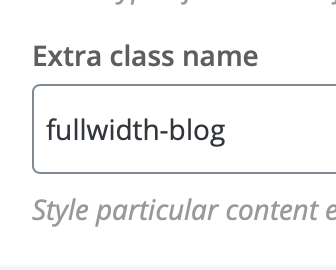 Extra class name
fullwidth-blog
Style particular content